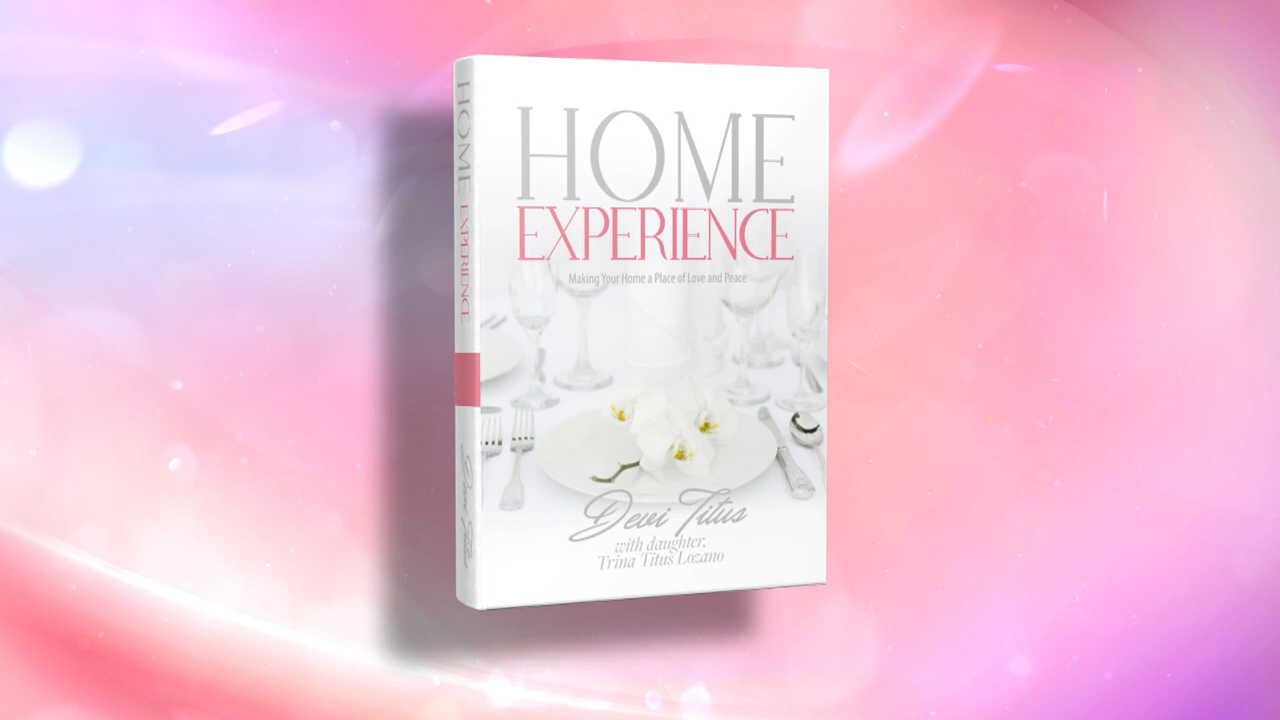 HOME
EXPERIENCE
Making Your Home a Place of Love and Peace
Devi Titus
with daughter,
Trina Titus Lozano
HOME EXPERIENCE
Devi Titus